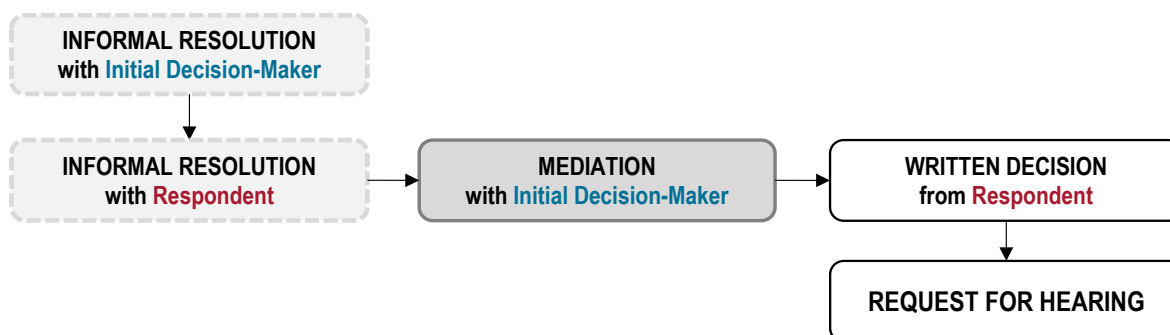 INFORMAL RESOLUTION
with Initial Decision-Maker
INFORMAL RESOLUTION
with Respondent
MEDIATION
with Initial Decision-Maker
WRITTEN DECISION
from Respondent
REQUEST FOR HEARING